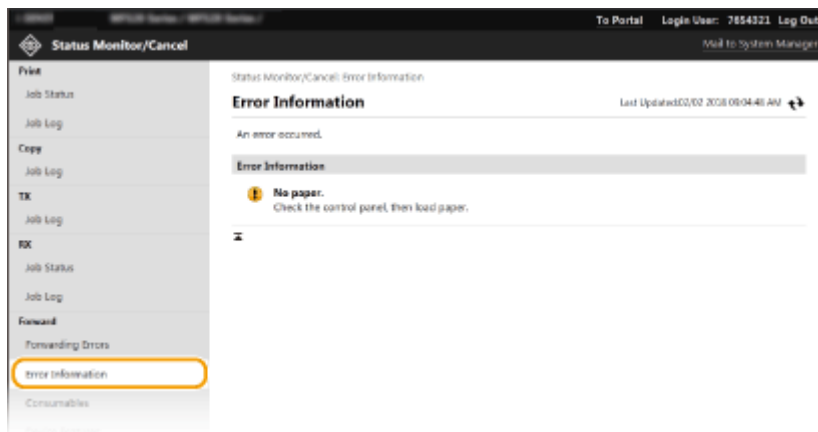 To Portal Login User: 7654321 Log Out
Status Monitor/Cancel
Mail to System Manager
Print
Job Status
Job Log
Copy
Job Log
TX
Job Log
RX
Job Status
Job Log
Forward
Forwarding Errors
Error Information
Consumables
Status Monitor/Cancel: Error Information
Error Information
Last Updated:02/02 2018 09:04:48 AM
An error occurred.
Error Information
No paper.
Check the control panel, then load paper.